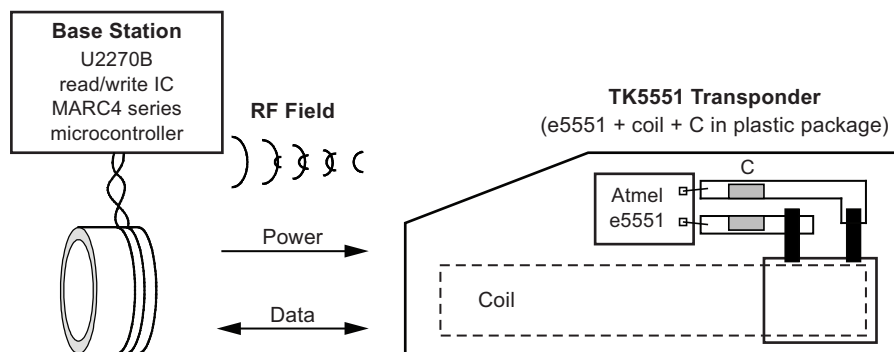 Base Station
U2270B
read/write IC
MARC4 series
microcontroller
RF Field
Power
Data
TK5551 Transponder
(e5551 + coil + C in plastic package)
C
Atmel
e5551
Coil